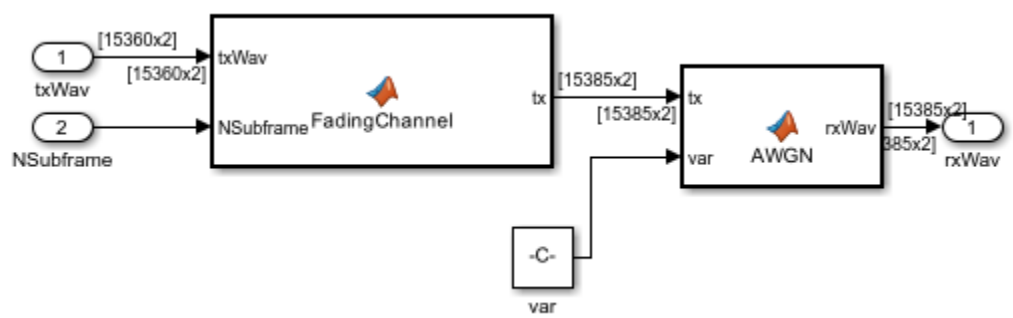 [15360x2]
1
txWav
[15360x2]
txWav
2
NSubframe
NSubframe
FadingChannel
tx
[15385x2]
[15385x2]
tx
var
AWGN
rxWav
[15385x2]
385x2]
1
rxWav
-C-
var